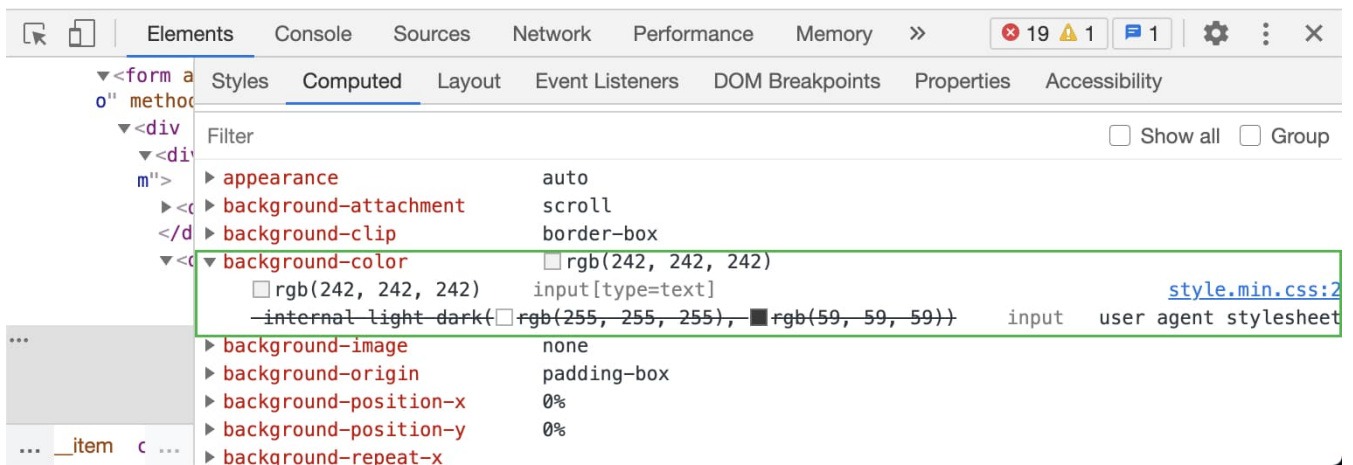 Elements Console Sources Network Performance Memory » 19 1 1
▼<form a
o" method
▼<div
▼<div
m">
</d
Styles Computed Layout Event Listeners DOM Breakpoints Properties Accessibility
Filter Show all Group
appearance auto
background-attachment scroll
background-clip border-box
background-color rgb(242, 242, 242)
rgb(242, 242, 242) input[type=text] style.min.css:2
-internal-light-dark(rgb(255, 255, 255), rgb(59, 59, 59)) input user agent stylesheet
background-image none
background-origin padding-box
background-position-x 0%
background-position-y 0%
background-repeat-x
... __item c ...